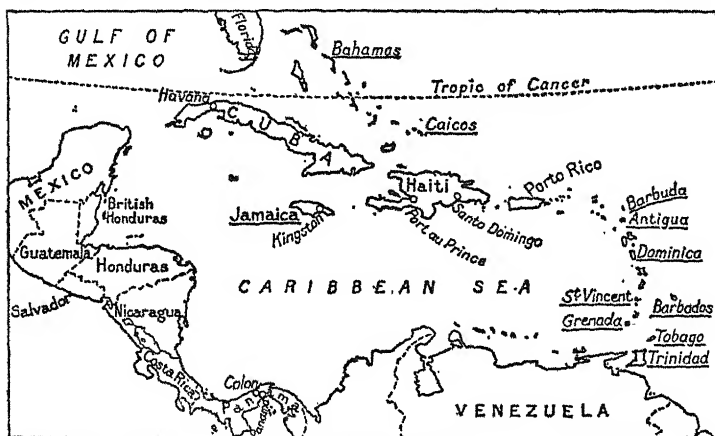 GULF OF
MEXICO
Florida
Bahamas
Tropic of Cancer
Havana
CUBA
Caicos
MEXICO
British
Honduras
Haiti
Porto Rico
Jamaica
Kingston
Port au Prince
Santo Domingo
Barbuda
Antigua
Guatemala
Honduras
Dominica
CARIBBEAN SEA
Salvador
Nicaragua
St Vincent
Barbados
Grenada
Tobago
Costa Rica
Trinidad
Colon
Panama
Panama
VENEZUELA